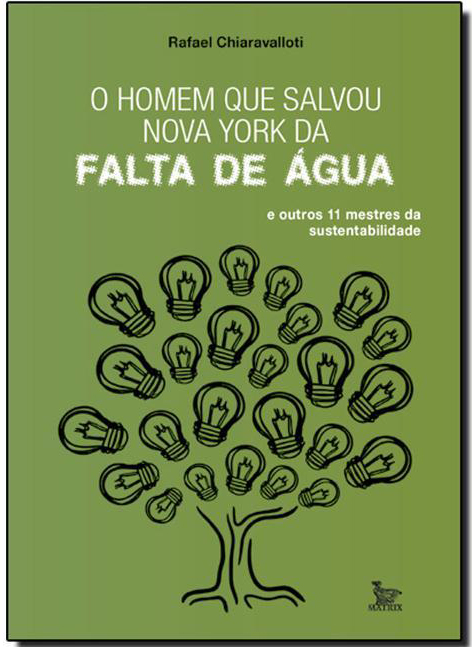 Rafael Chiaravalloti
O HOMEM QUE SALVOU
NOVA YORK DA
FALTA DE ÁGUA
e outros 11 mestres da
sustentabilidade
MATRIX